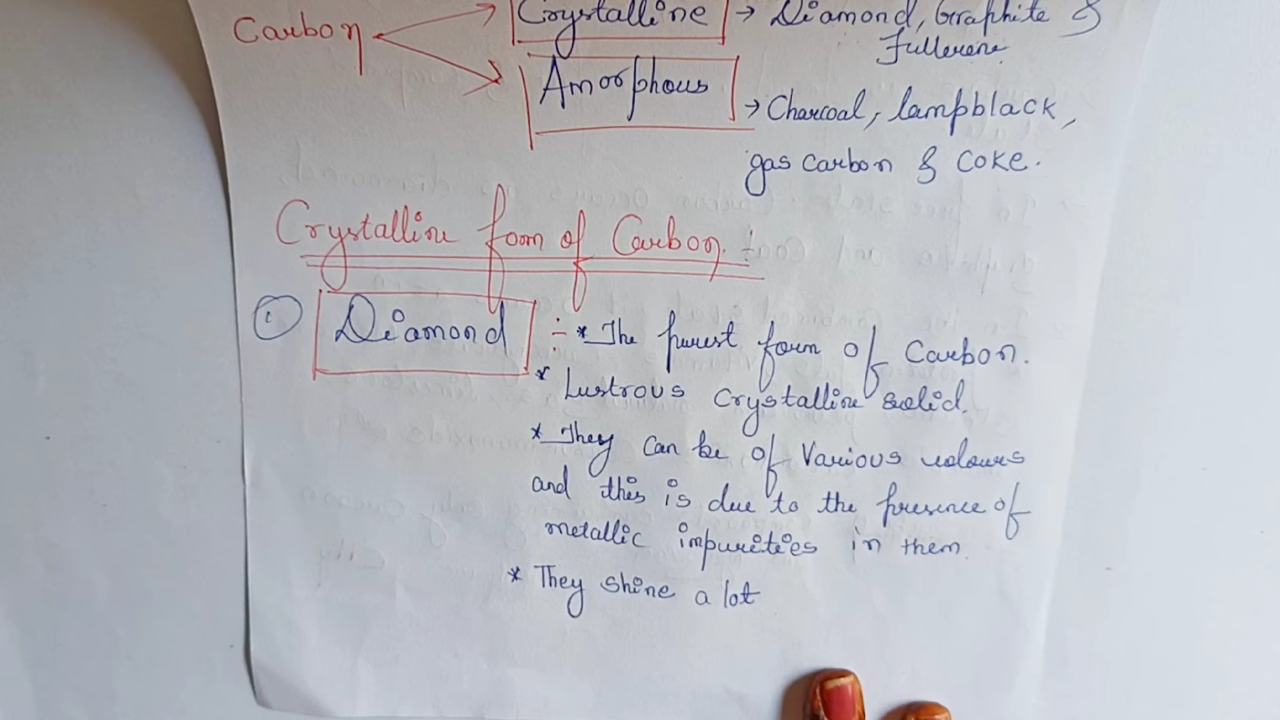 Carbon Crystalline → Diamond, Graphite &
Fullerene
Amorphous
→ Charcoal, lampblack,
gas carbon & coke.
Crystalline form of Carbon :
① Diamond ÷ * The purest form of Carbon.
* Lustrous crystalline solid.
* They can be of various colours
and this is due to the presence of
metallic impurities in them
* They shine a lot